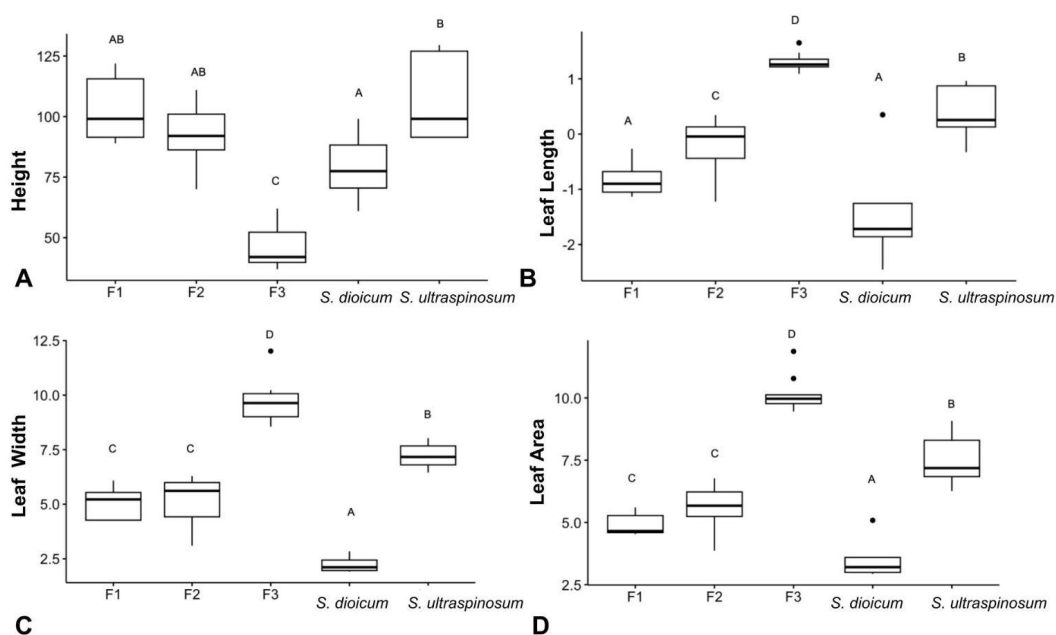 Height
125
100
75
50
AB
AB
C
A
B
A
F1 F2 F3 S. dioicum S. ultraspinosum
Leaf Length
1
0
-1
-2
A
C
D
A
B
B
F1 F2 F3 S. dioicum S. ultraspinosum
Leaf Width
12.5
10.0
7.5
5.0
2.5
C
C
D
A
B
C
F1 F2 F3 S. dioicum S. ultraspinosum
Leaf Area
10.0
7.5
5.0
2.5
C
C
D
A
B
D
F1 F2 F3 S. dioicum S. ultraspinosum